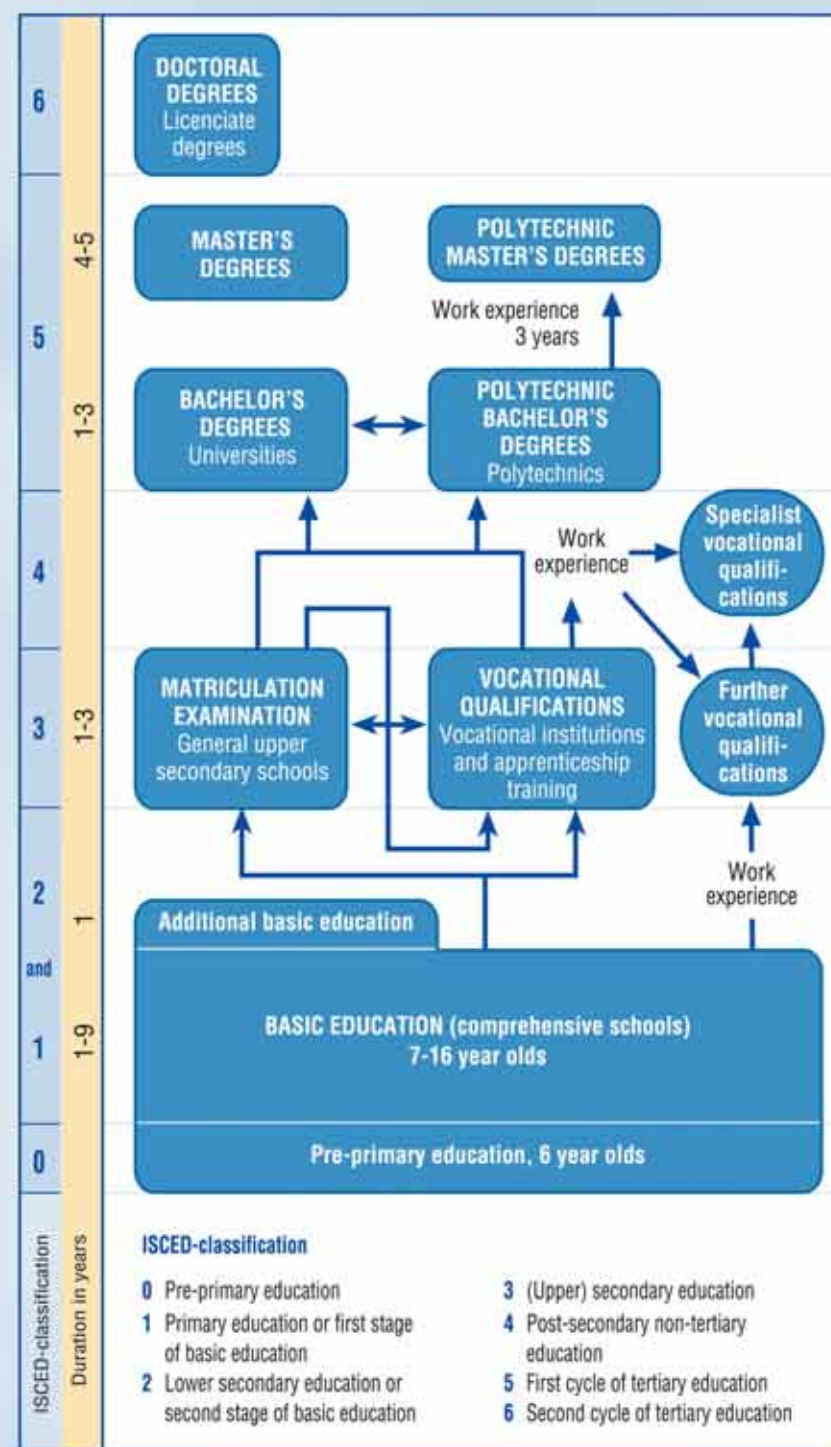 6
DOCTORAL
DEGREES
Licenciate
degrees
5
4-5
MASTER'S
DEGREES
POLYTECHNIC
MASTER'S DEGREES
Work experience
3 years
1-3
BACHELOR'S
DEGREES
Universities
POLYTECHNIC
BACHELOR'S
DEGREES
Polytechnics
4
Work
experience
Specialist
vocational
qualifi-
cations
3
1-3
MATRICULATION
EXAMINATION
General upper
secondary schools
VOCATIONAL
QUALIFICATIONS
Vocational institutions
and apprenticeship
training
Further
vocational
qualifi-
cations
2
and
1
1
Additional basic education
Work
experience
1-9
BASIC EDUCATION (comprehensive schools)
7-16 year olds
0
Pre-primary education, 6 year olds
ISCED-classification
Duration in years
ISCED-classification
0 Pre-primary education
1 Primary education or first stage
of basic education
2 Lower secondary education or
second stage of basic education
3 (Upper) secondary education
4 Post-secondary non-tertiary
education
5 First cycle of tertiary education
6 Second cycle of tertiary education